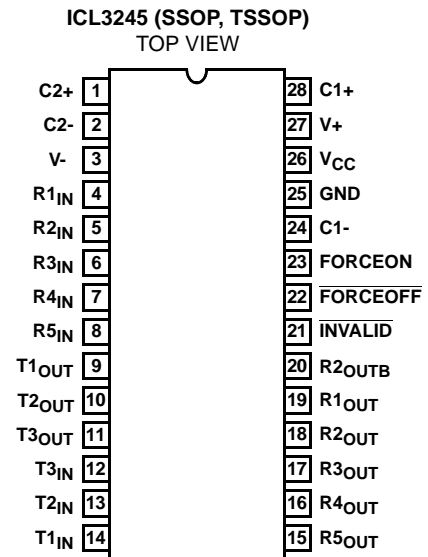 ICL3245 (SSOP, TSSOP)
TOP VIEW
C2+ 1 28 C1+
C2- 2 27 V+
V- 3 26 VCC
R1IN 4 25 GND
R2IN 5 24 C1-
R3IN 6 23 FORCEON
R4IN 7 22 FORCEOFF
R5IN 8 21 INVALID
T1OUT 9 20 R2OUTB
T2OUT 10 19 R1OUT
T3OUT 11 18 R2OUT
T3IN 12 17 R3OUT
T2IN 13 16 R4OUT
T1IN 14 15 R5OUT